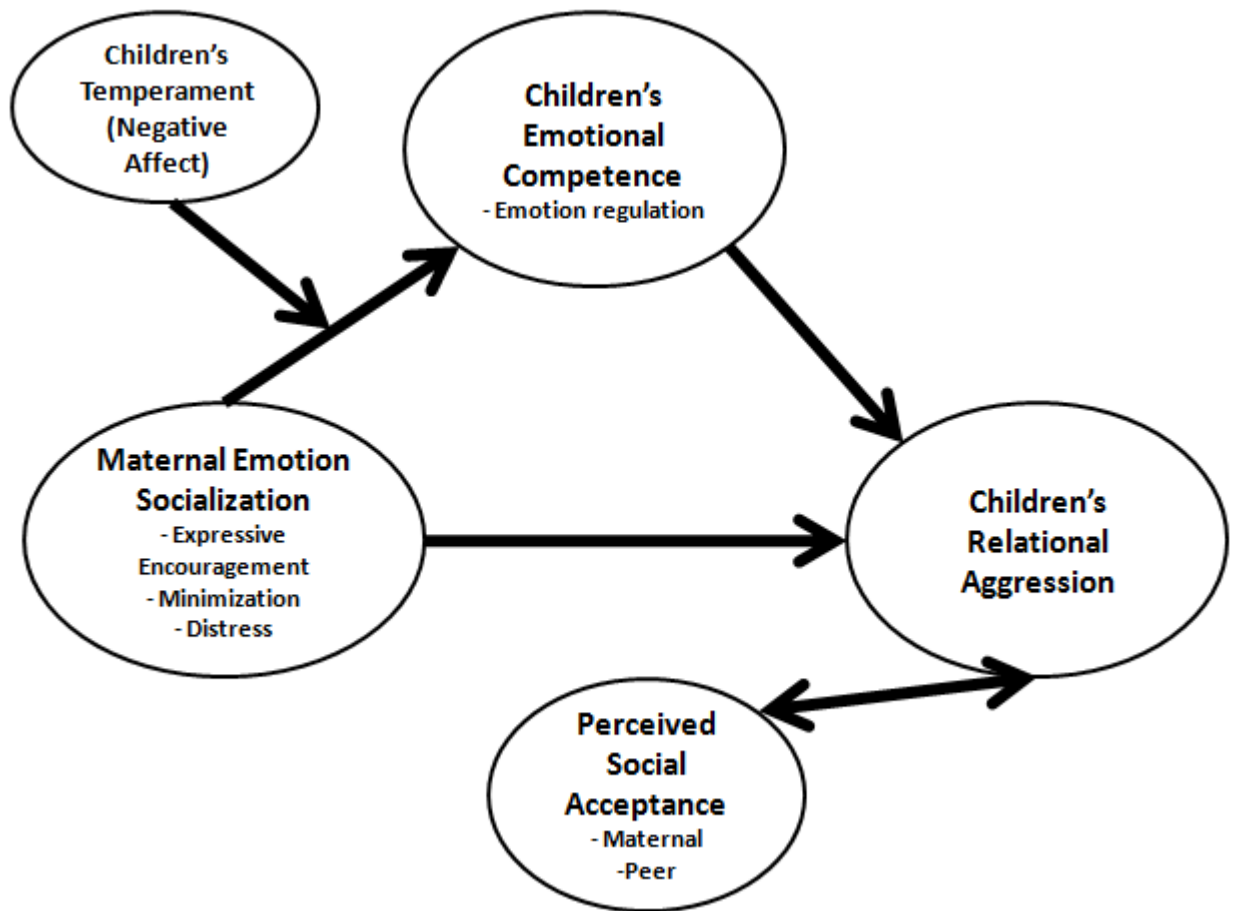 Children’s
Temperament
(Negative
Affect)
Children’s
Emotional
Competence
- Emotion regulation
Maternal Emotion
Socialization
- Expressive
Encouragement
- Minimization
- Distress
Children’s
Relational
Aggression
Perceived
Social
Acceptance
- Maternal
-Peer